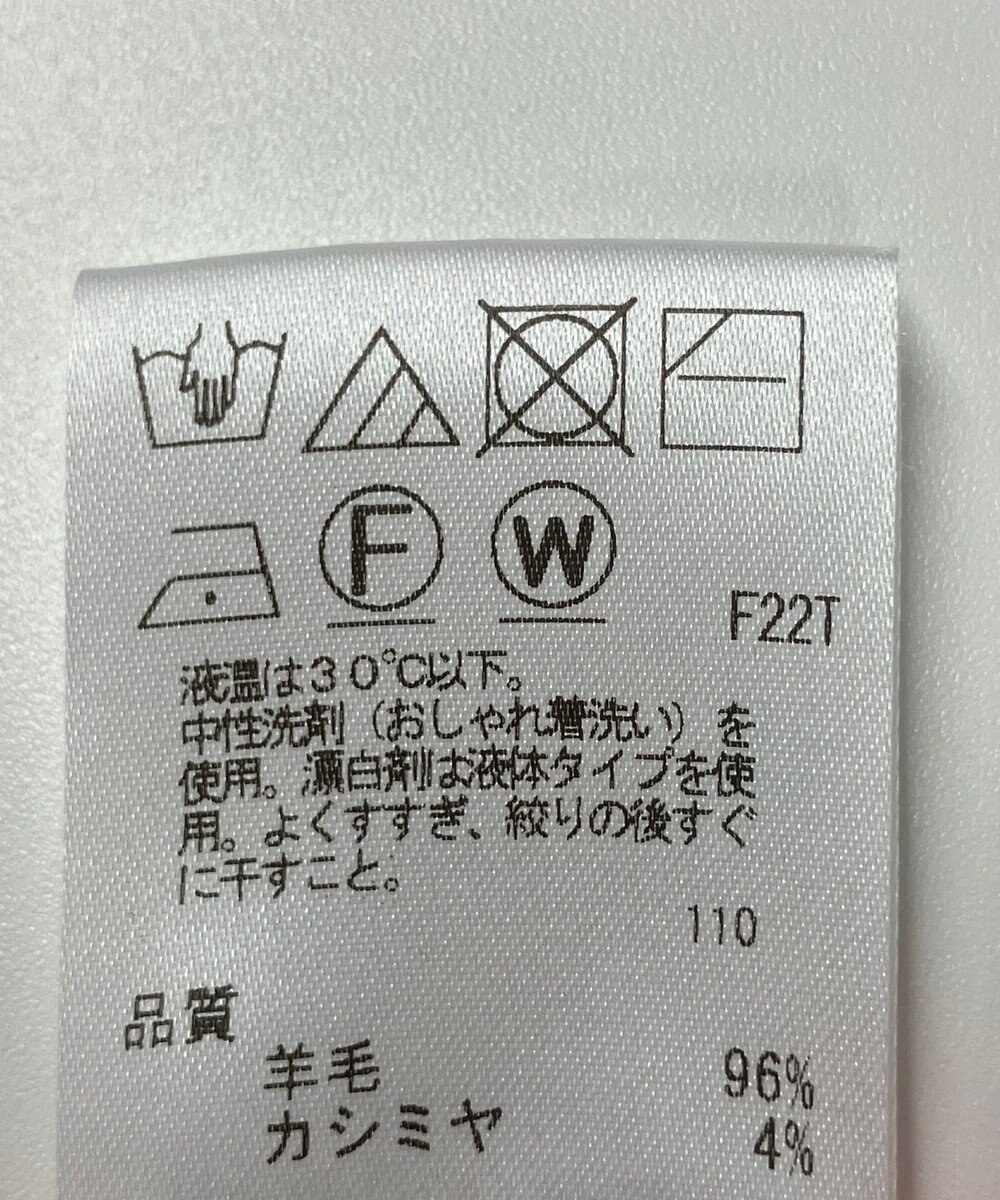 F
W
F22T
液温は30℃以下。
中性洗剤(おしゃれ着洗い)を
使用。漂白剤は液体タイプを使
用。よくすすぎ、絞りの後すぐ
に干すこと。
110
品質
羊毛 96%
カシミヤ 4%